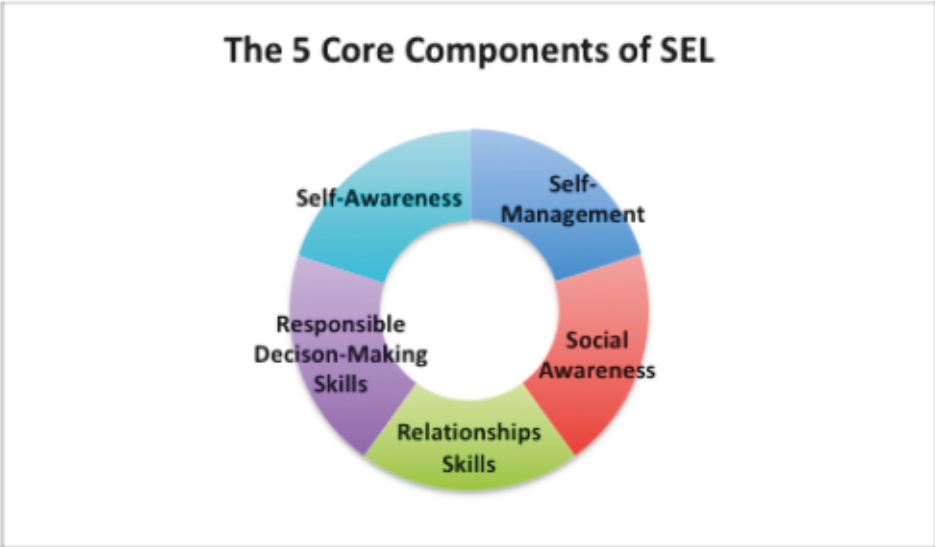 The 5 Core Components of SEL
Self-Awareness
Self-
Management
Social
Awareness
Relationships
Skills
Responsible
Decison-Making
Skills